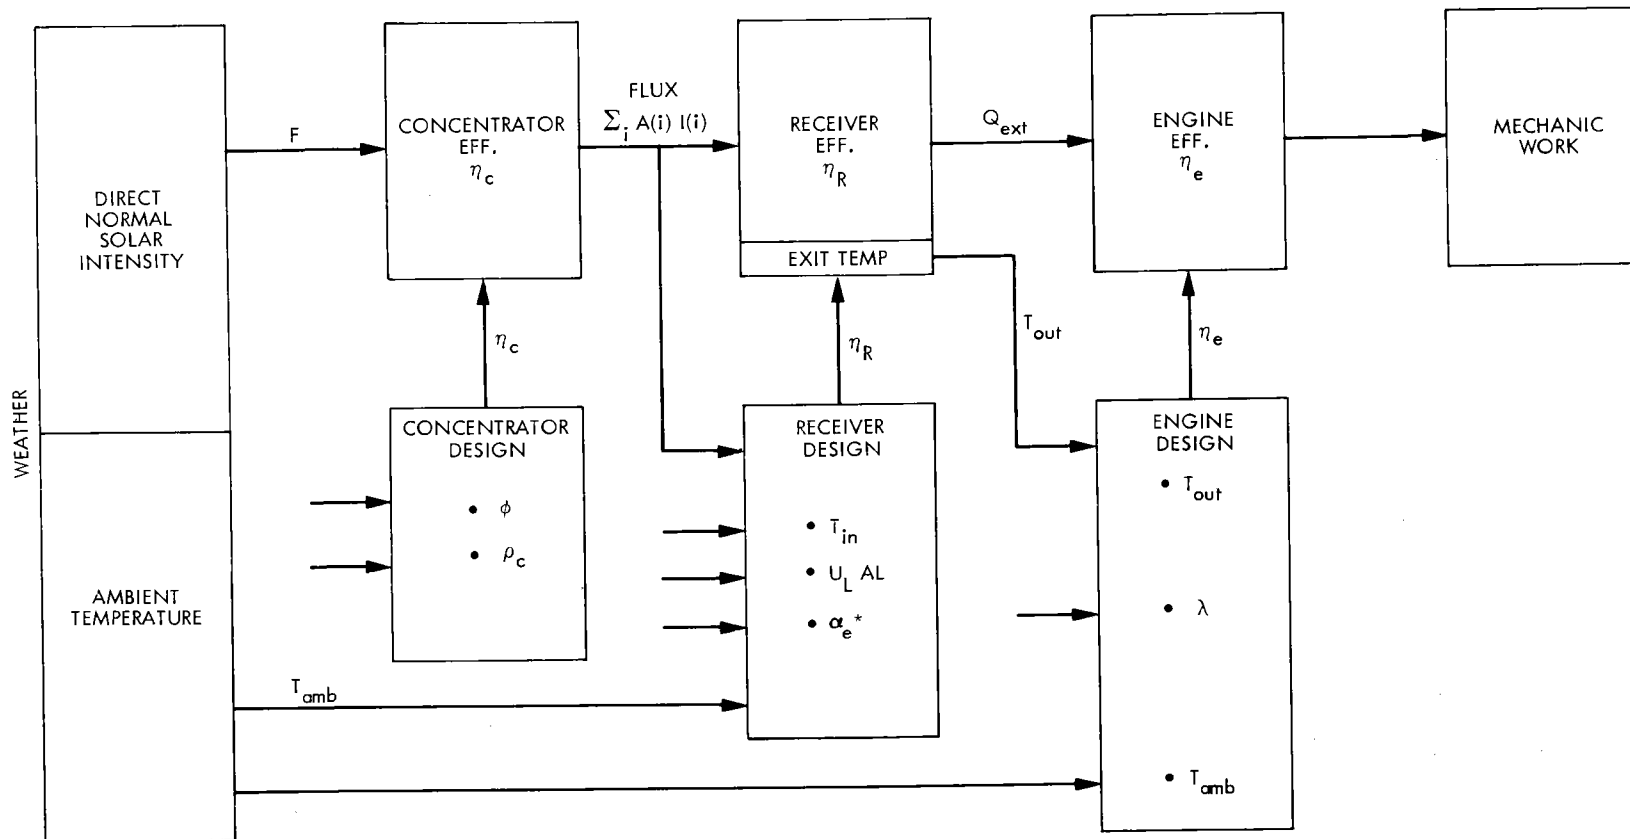 WEATHER
DIRECT
NORMAL
SOLAR
INTENSITY
AMBIENT
TEMPERATURE
F
CONCENTRATOR
EFF.
η_c
FLUX
Σ_i A(i) I(i)
RECEIVER
EFF.
η_R
EXIT TEMP
Q_ext
ENGINE
EFF.
η_e
MECHANIC
WORK
η_c
η_R
T_out
η_e
CONCENTRATOR
DESIGN
• φ
• ρ_c
RECEIVER
DESIGN
• T_in
• U_L AL
• α_e*
ENGINE
DESIGN
• T_out
• λ
• T_amb
T_amb